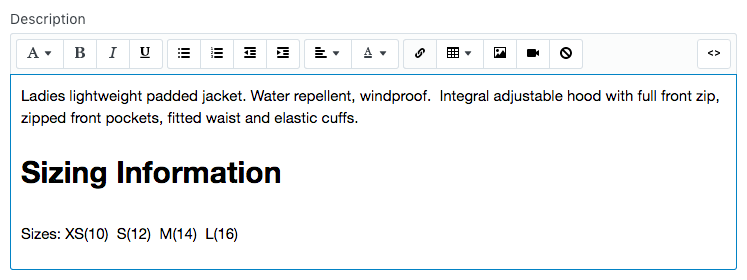 Description
A B I U A <>
Ladies lightweight padded jacket. Water repellent, windproof.  Integral adjustable hood with full front zip,
zipped front pockets, fitted waist and elastic cuffs.
Sizing Information
Sizes: XS(10)  S(12)  M(14)  L(16)